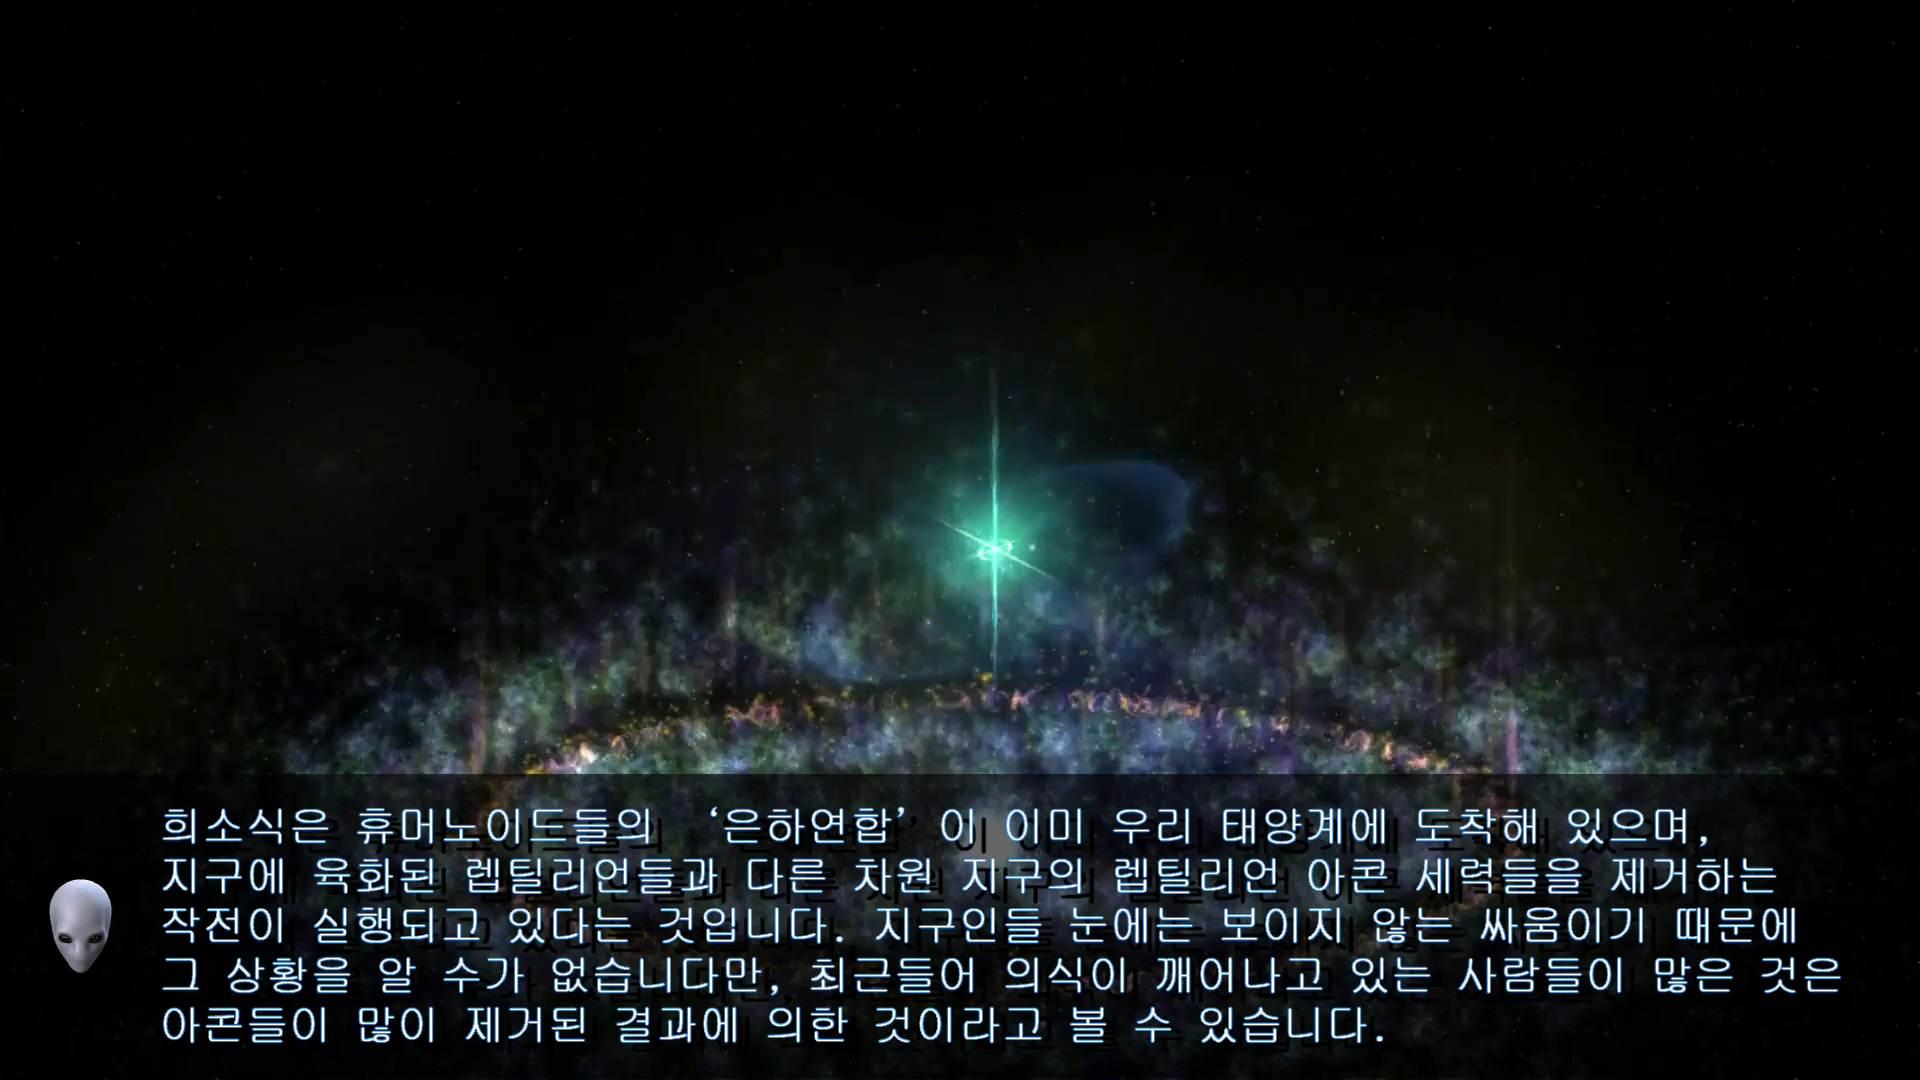 희소식은 휴머노이드들의 ‘은하연합’이 이미 우리 태양계에 도착해 있으며,
지구에 육화된 렙틸리언들과 다른 차원 지구의 렙틸리언 아콘 세력들을 제거하는
작전이 실행되고 있다는 것입니다. 지구인들 눈에는 보이지 않는 싸움이기 때문에
그 상황을 알 수가 없습니다만, 최근들어 의식이 깨어나고 있는 사람들이 많은 것은
아콘들이 많이 제거된 결과에 의한 것이라고 볼 수 있습니다.